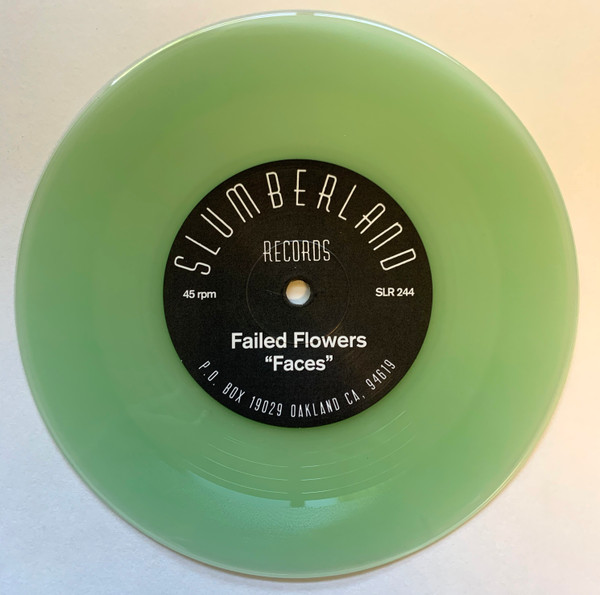 SLUMBERLAND
RECORDS
45 rpm
SLR 244
Failed Flowers
“Faces”
P.O. BOX 19029 OAKLAND CA, 94619